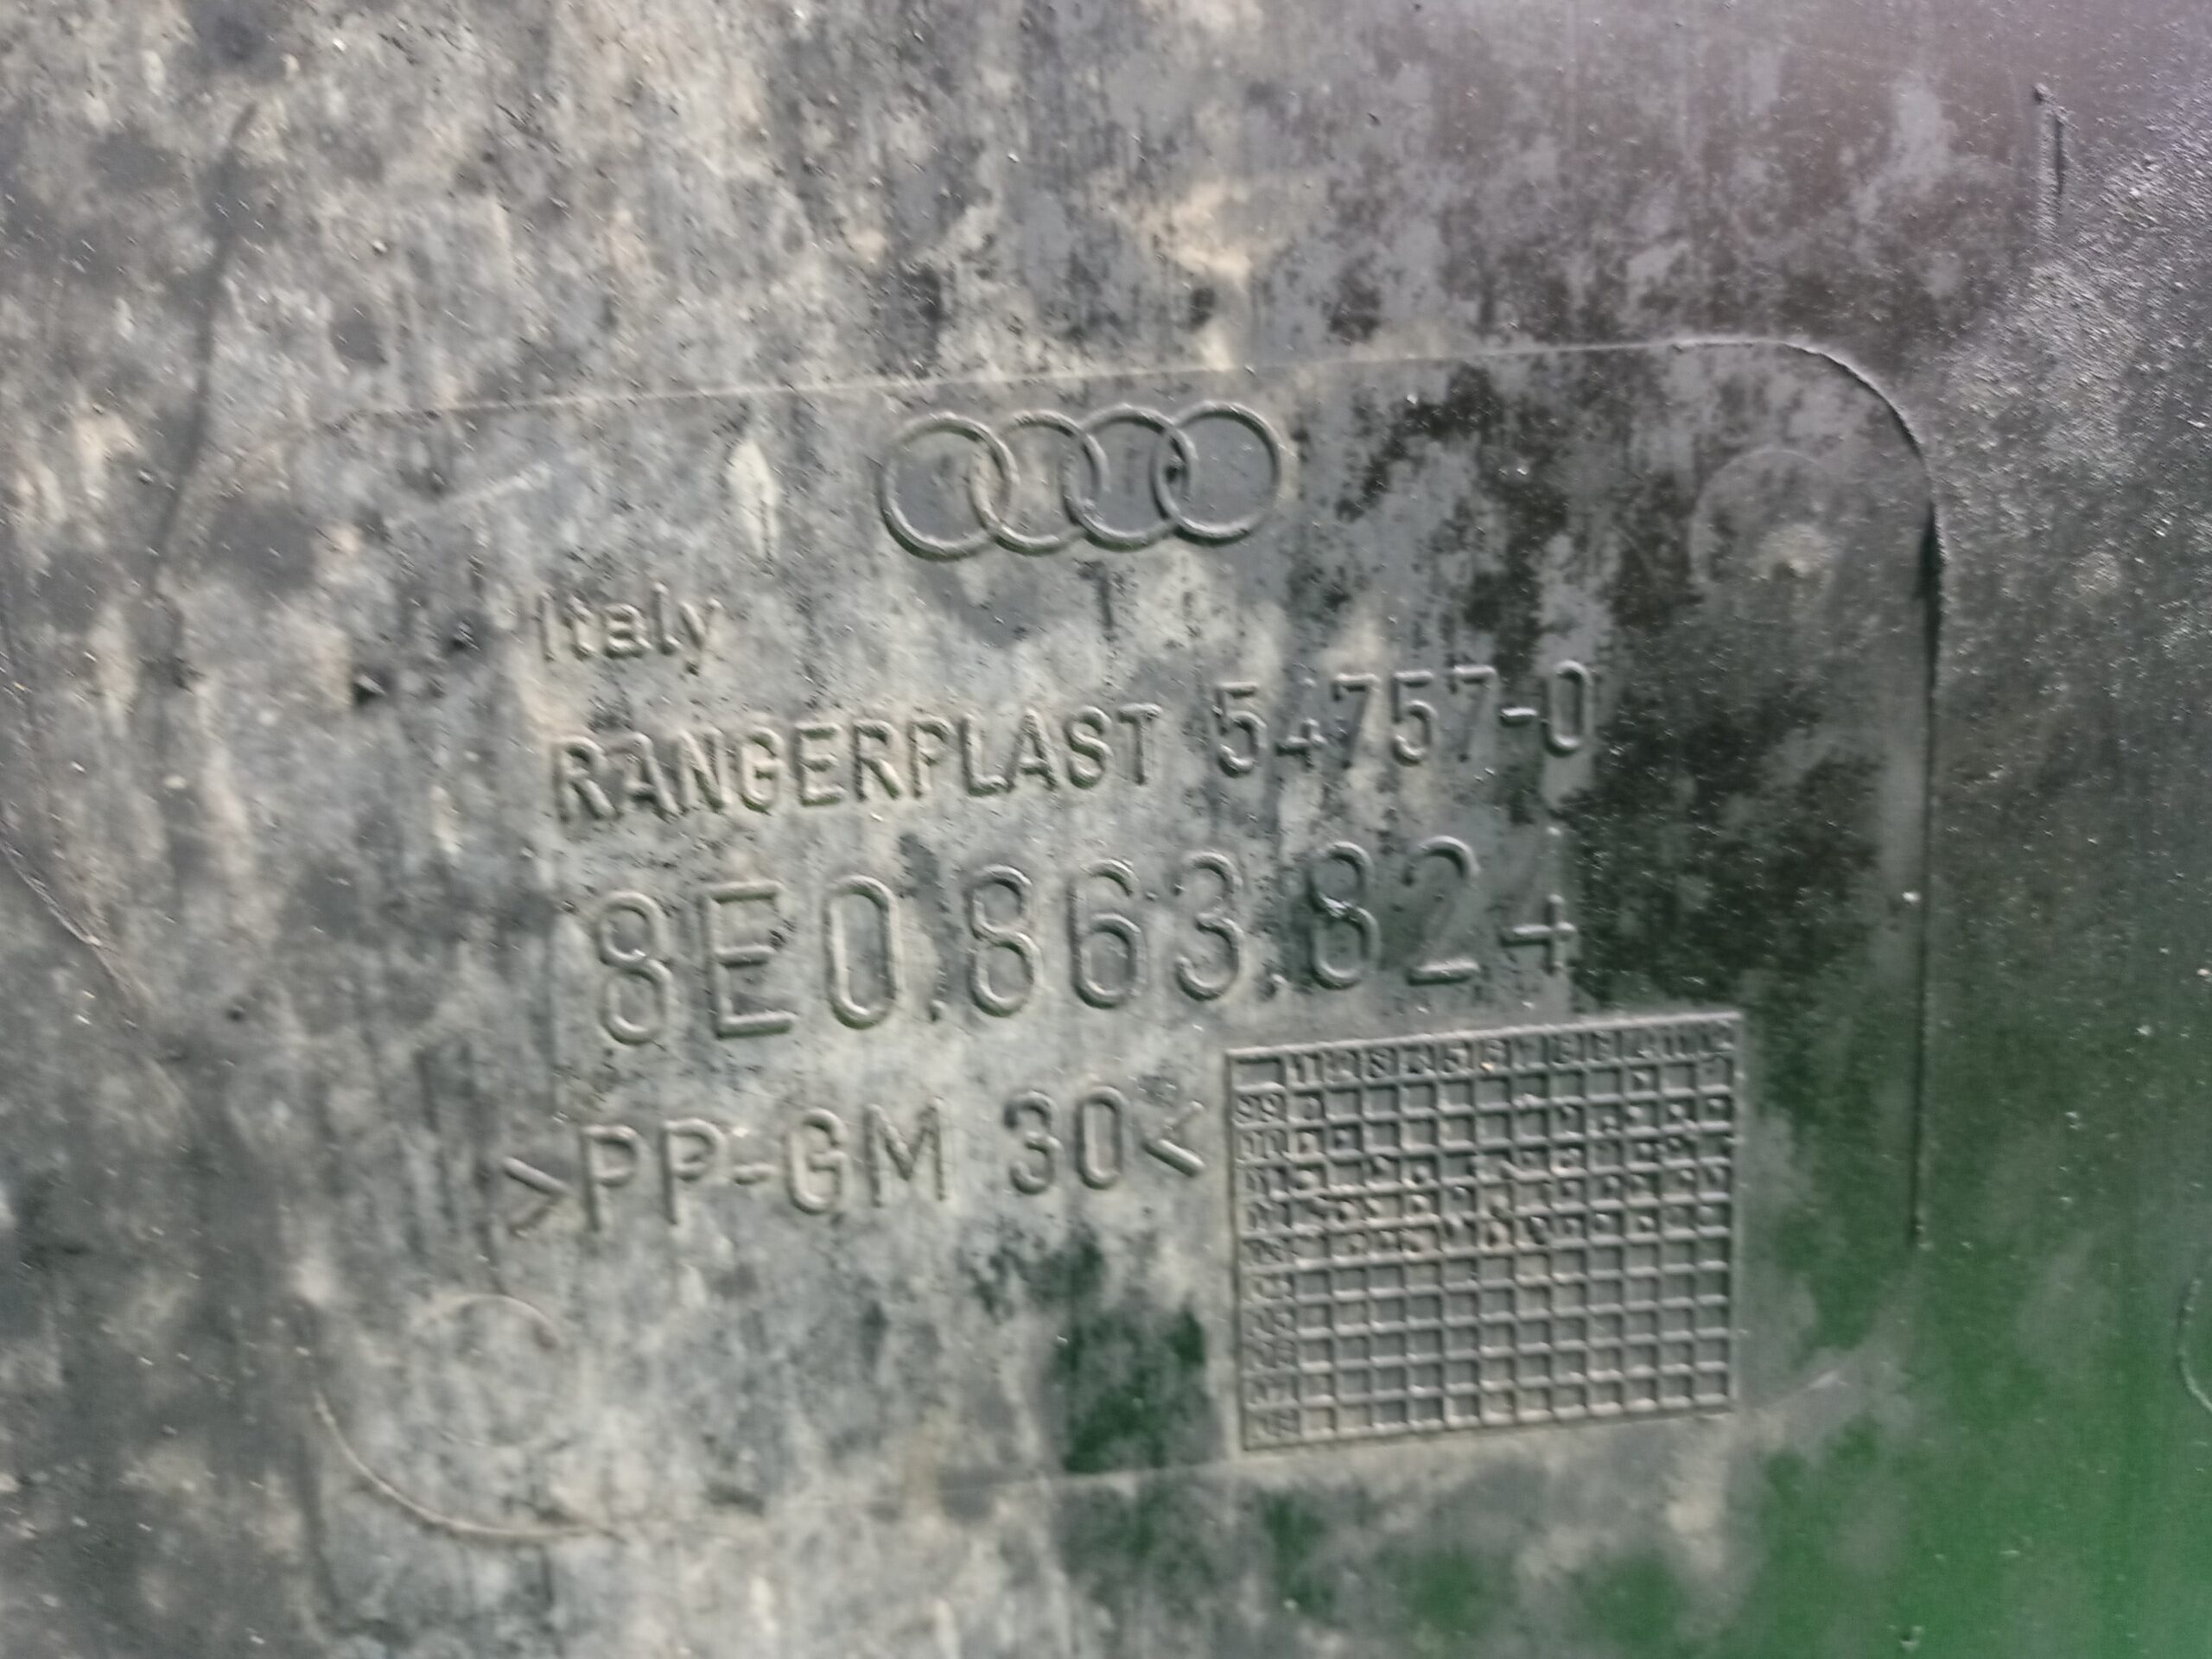 Italy
RANGERPLAST 54757-0
8E0.863.824
>PP-GM 30<